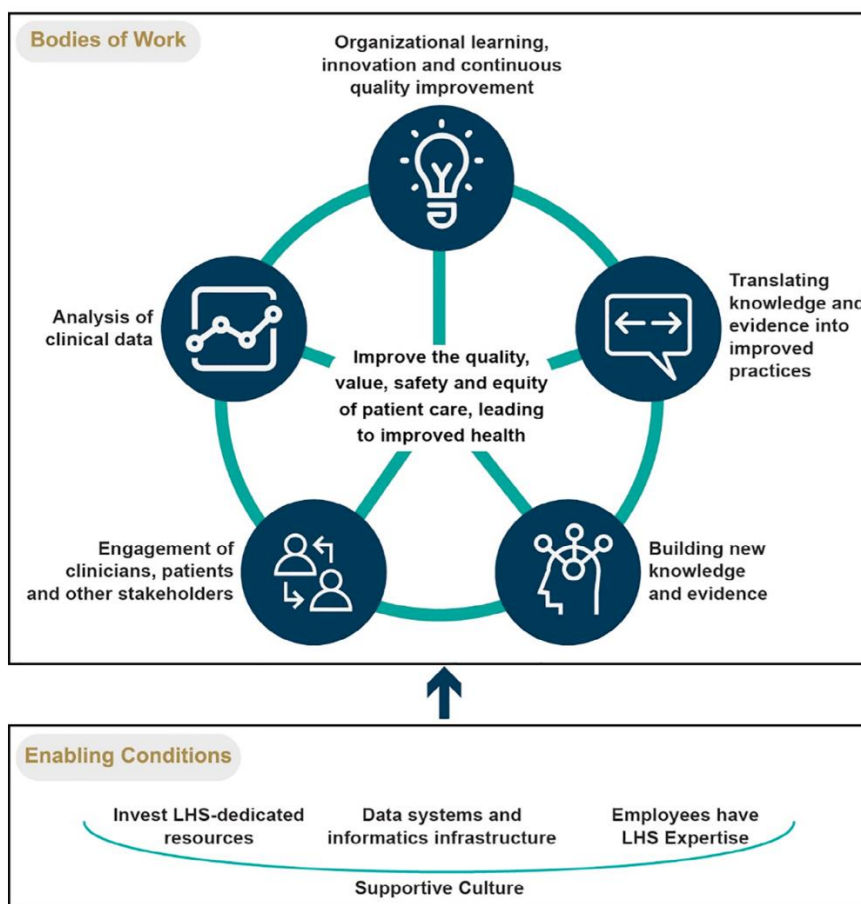 Bodies of Work
Organizational learning,
innovation and continuous
quality improvement
Analysis of
clinical data
Translating
knowledge and
evidence into
improved
practices
Improve the quality,
value, safety and equity
of patient care, leading
to improved health
Engagement of
clinicians, patients
and other stakeholders
Building new
knowledge
and evidence
Enabling Conditions
Invest LHS-dedicated
resources
Data systems and
informatics infrastructure
Employees have
LHS Expertise
Supportive Culture